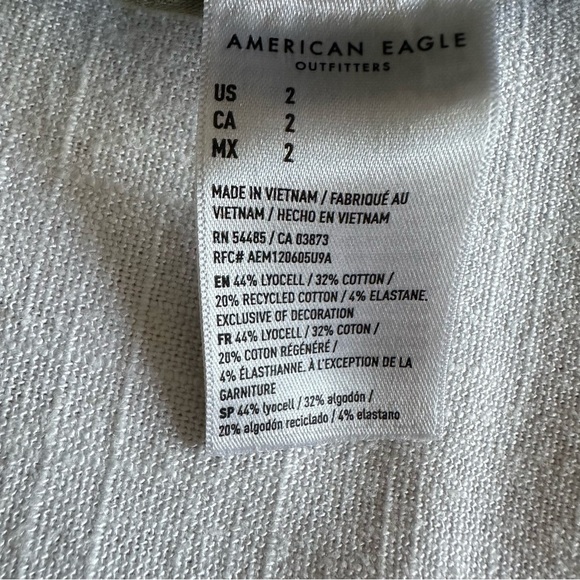 AMERICAN EAGLE
OUTFITTERS
US 2
CA 2
MX 2
MADE IN VIETNAM / FABRIQUÉ AU
VIETNAM / HECHO EN VIETNAM
RN 54485 / CA 03873
RFC# AEM120605U9A
EN 44% LYOCELL / 32% COTTON /
20% RECYCLED COTTON / 4% ELASTANE.
EXCLUSIVE OF DECORATION
FR 44% LYOCELL / 32% COTON /
20% COTON RÉGÉNÉRÉ /
4% ÉLASTHANNE. À L'EXCEPTION DE LA
GARNITURE
SP 44% lyocell / 32% algodón /
20% algodón reciclado / 4% elastano